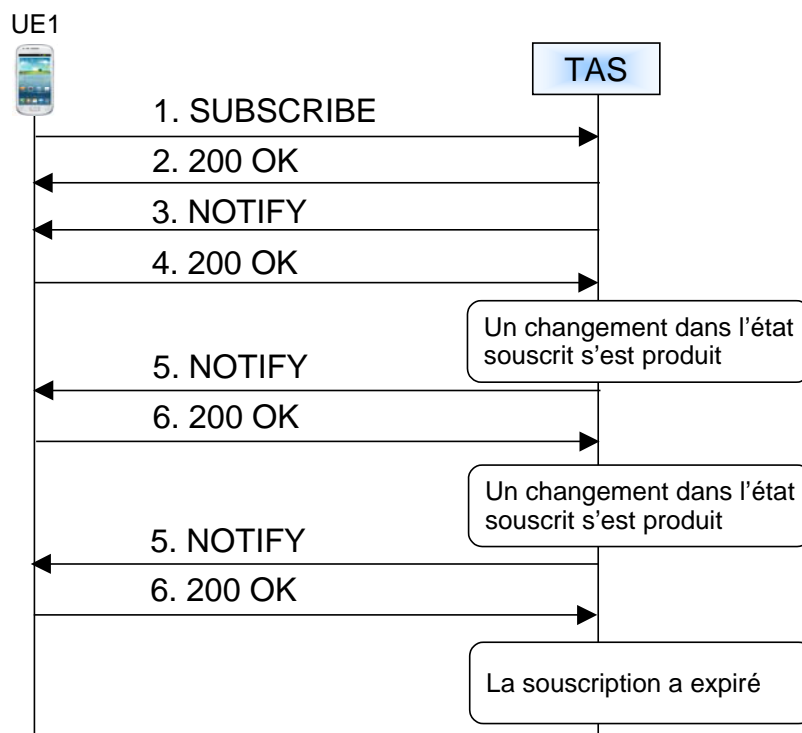 UE1
TAS
1. SUBSCRIBE
2. 200 OK
3. NOTIFY
4. 200 OK
Un changement dans l’état
souscrit s’est produit
5. NOTIFY
6. 200 OK
Un changement dans l’état
souscrit s’est produit
5. NOTIFY
6. 200 OK
La souscription a expiré